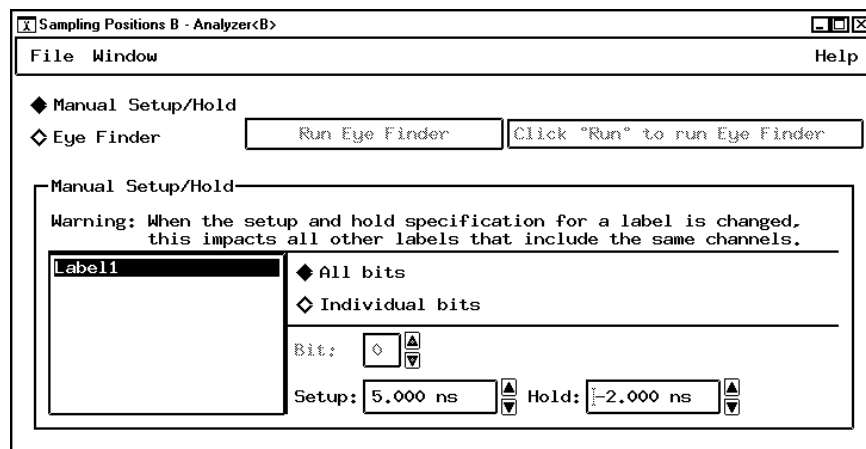 Sampling Positions B - Analyzer<B>
File Window Help
Manual Setup/Hold
Eye Finder Run Eye Finder Click "Run" to run Eye Finder
Manual Setup/Hold
Warning: When the setup and hold specification for a label is changed,
this impacts all other labels that include the same channels.
Label1
All bits
Individual bits
Bit: 0
Setup: 5.000 ns Hold: -2.000 ns